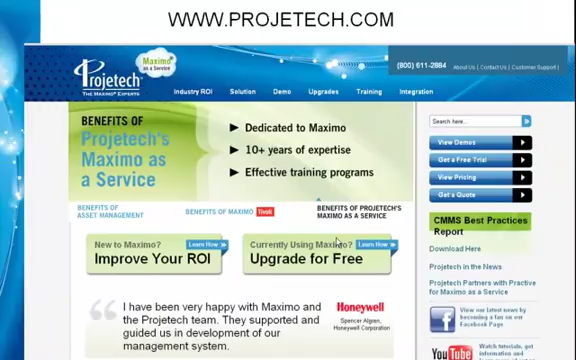 WWW.PROJETECH.COM
Projetech
THE MAXIMO EXPERTS
Maximo
as a Service
(800) 611-2884
About Us | Contact Us | Customer Support |
Industry ROI
Solution
Demo
Upgrades
Training
Integration
BENEFITS OF
Projetech's
Maximo as
a Service
Dedicated to Maximo
10+ years of expertise
Effective training programs
Search here...
View Demos
Get a Free Trial
View Pricing
Get a Quote
BENEFITS OF
ASSET MANAGEMENT
BENEFITS OF MAXIMO
BENEFITS OF PROJETECH'S
MAXIMO AS A SERVICE
CMMS Best Practices
Report
Download Here
New to Maximo?
Learn How
Improve Your ROI
Currently Using Maximo?
Learn How
Upgrade for Free
Projetech in the News
Projetech Partners with Practive
for Maximo as a Service
I have been very happy with Maximo and
the Projetech team. They supported and
guided us in development of our
management system.
Honeywell
Honeywell Corporation
View our latest news by
becoming a fan on our
Facebook Page
YouTube
Watch tutorials, get
information and